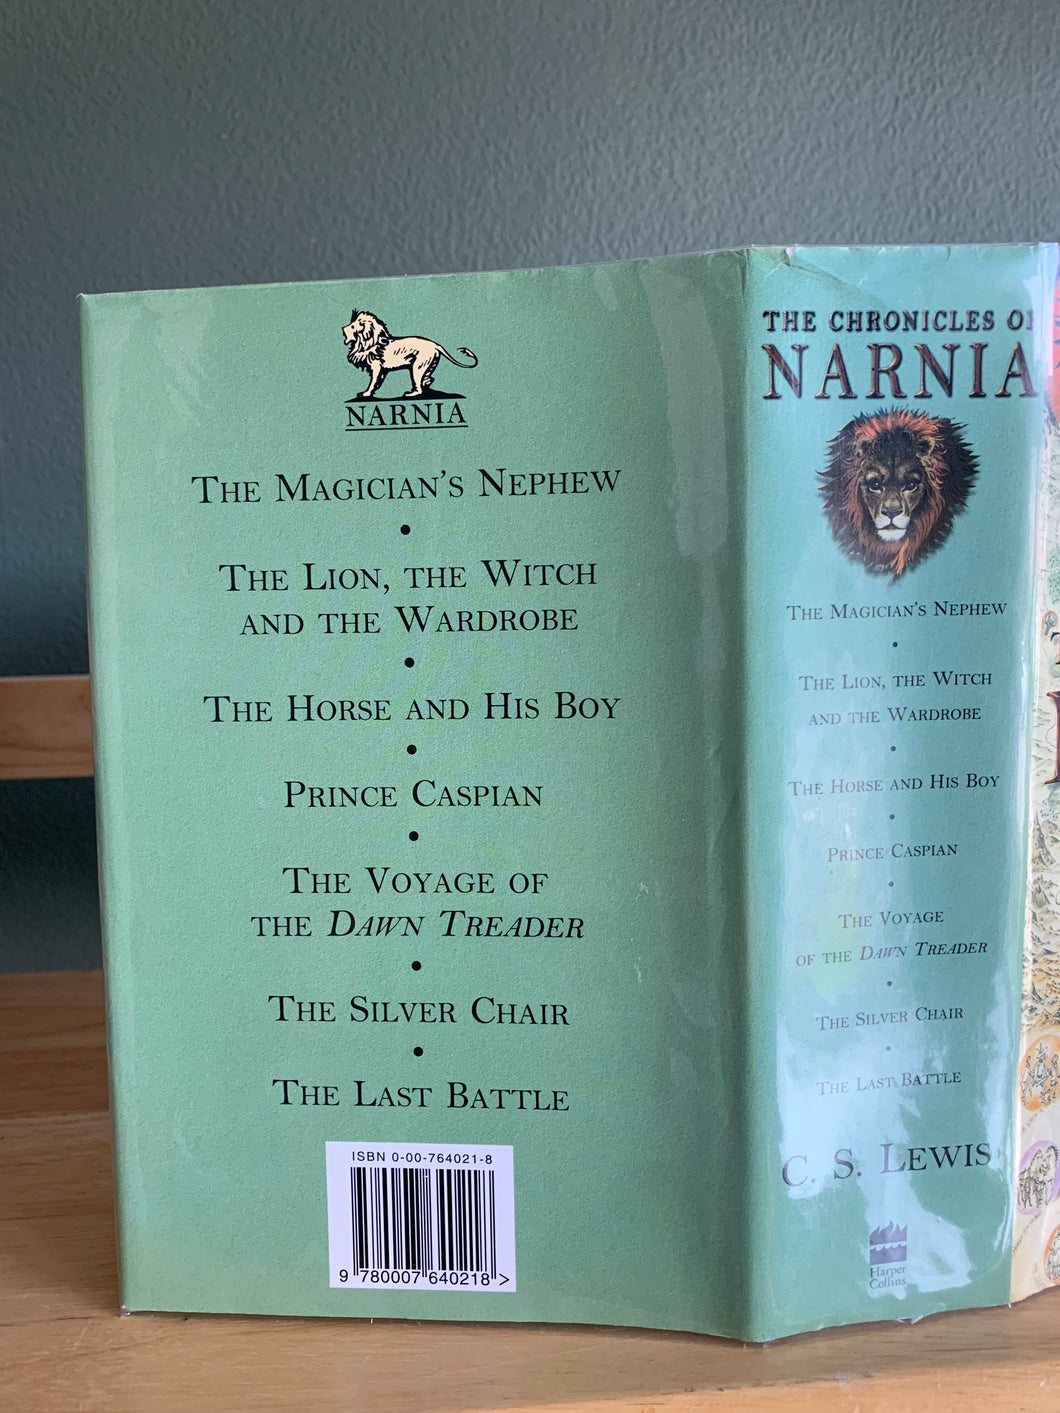 NARNIA
THE MAGICIAN'S NEPHEW
•
THE LION, THE WITCH
AND THE WARDROBE
•
THE HORSE AND HIS BOY
•
PRINCE CASPIAN
•
THE VOYAGE OF
THE DAWN TREADER
•
THE SILVER CHAIR
•
THE LAST BATTLE
ISBN 0-00-764021-8
9 780007 640218 >
THE CHRONICLES OF
NARNIA
THE MAGICIAN'S NEPHEW
•
THE LION, THE WITCH
AND THE WARDROBE
•
THE HORSE AND HIS BOY
•
PRINCE CASPIAN
•
THE VOYAGE
OF THE DAWN TREADER
•
THE SILVER CHAIR
•
THE LAST BATTLE
C. S. LEWIS
Harper
Collins